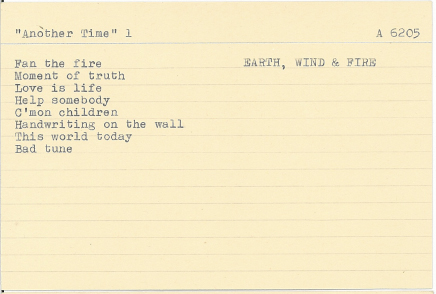 "Another Time" 1 A 6205
Fan the fire EARTH, WIND & FIRE
Moment of truth
Love is life
Help somebody
C'mon children
Handwriting on the wall
This world today
Bad tune